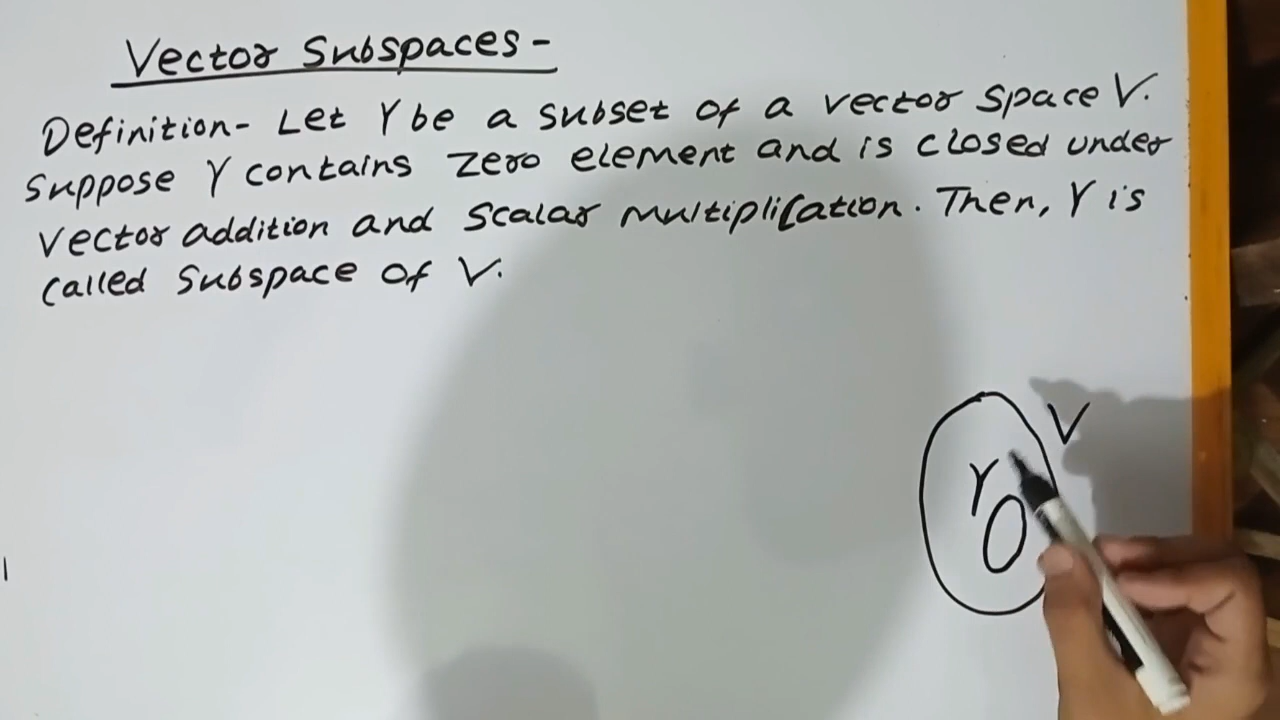 Vector Subspaces -
Definition - Let Y be a subset of a vector space V.
Suppose Y contains zero element and is closed under
vector addition and scalar multiplication. Then, Y is
called subspace of V.
V
Y